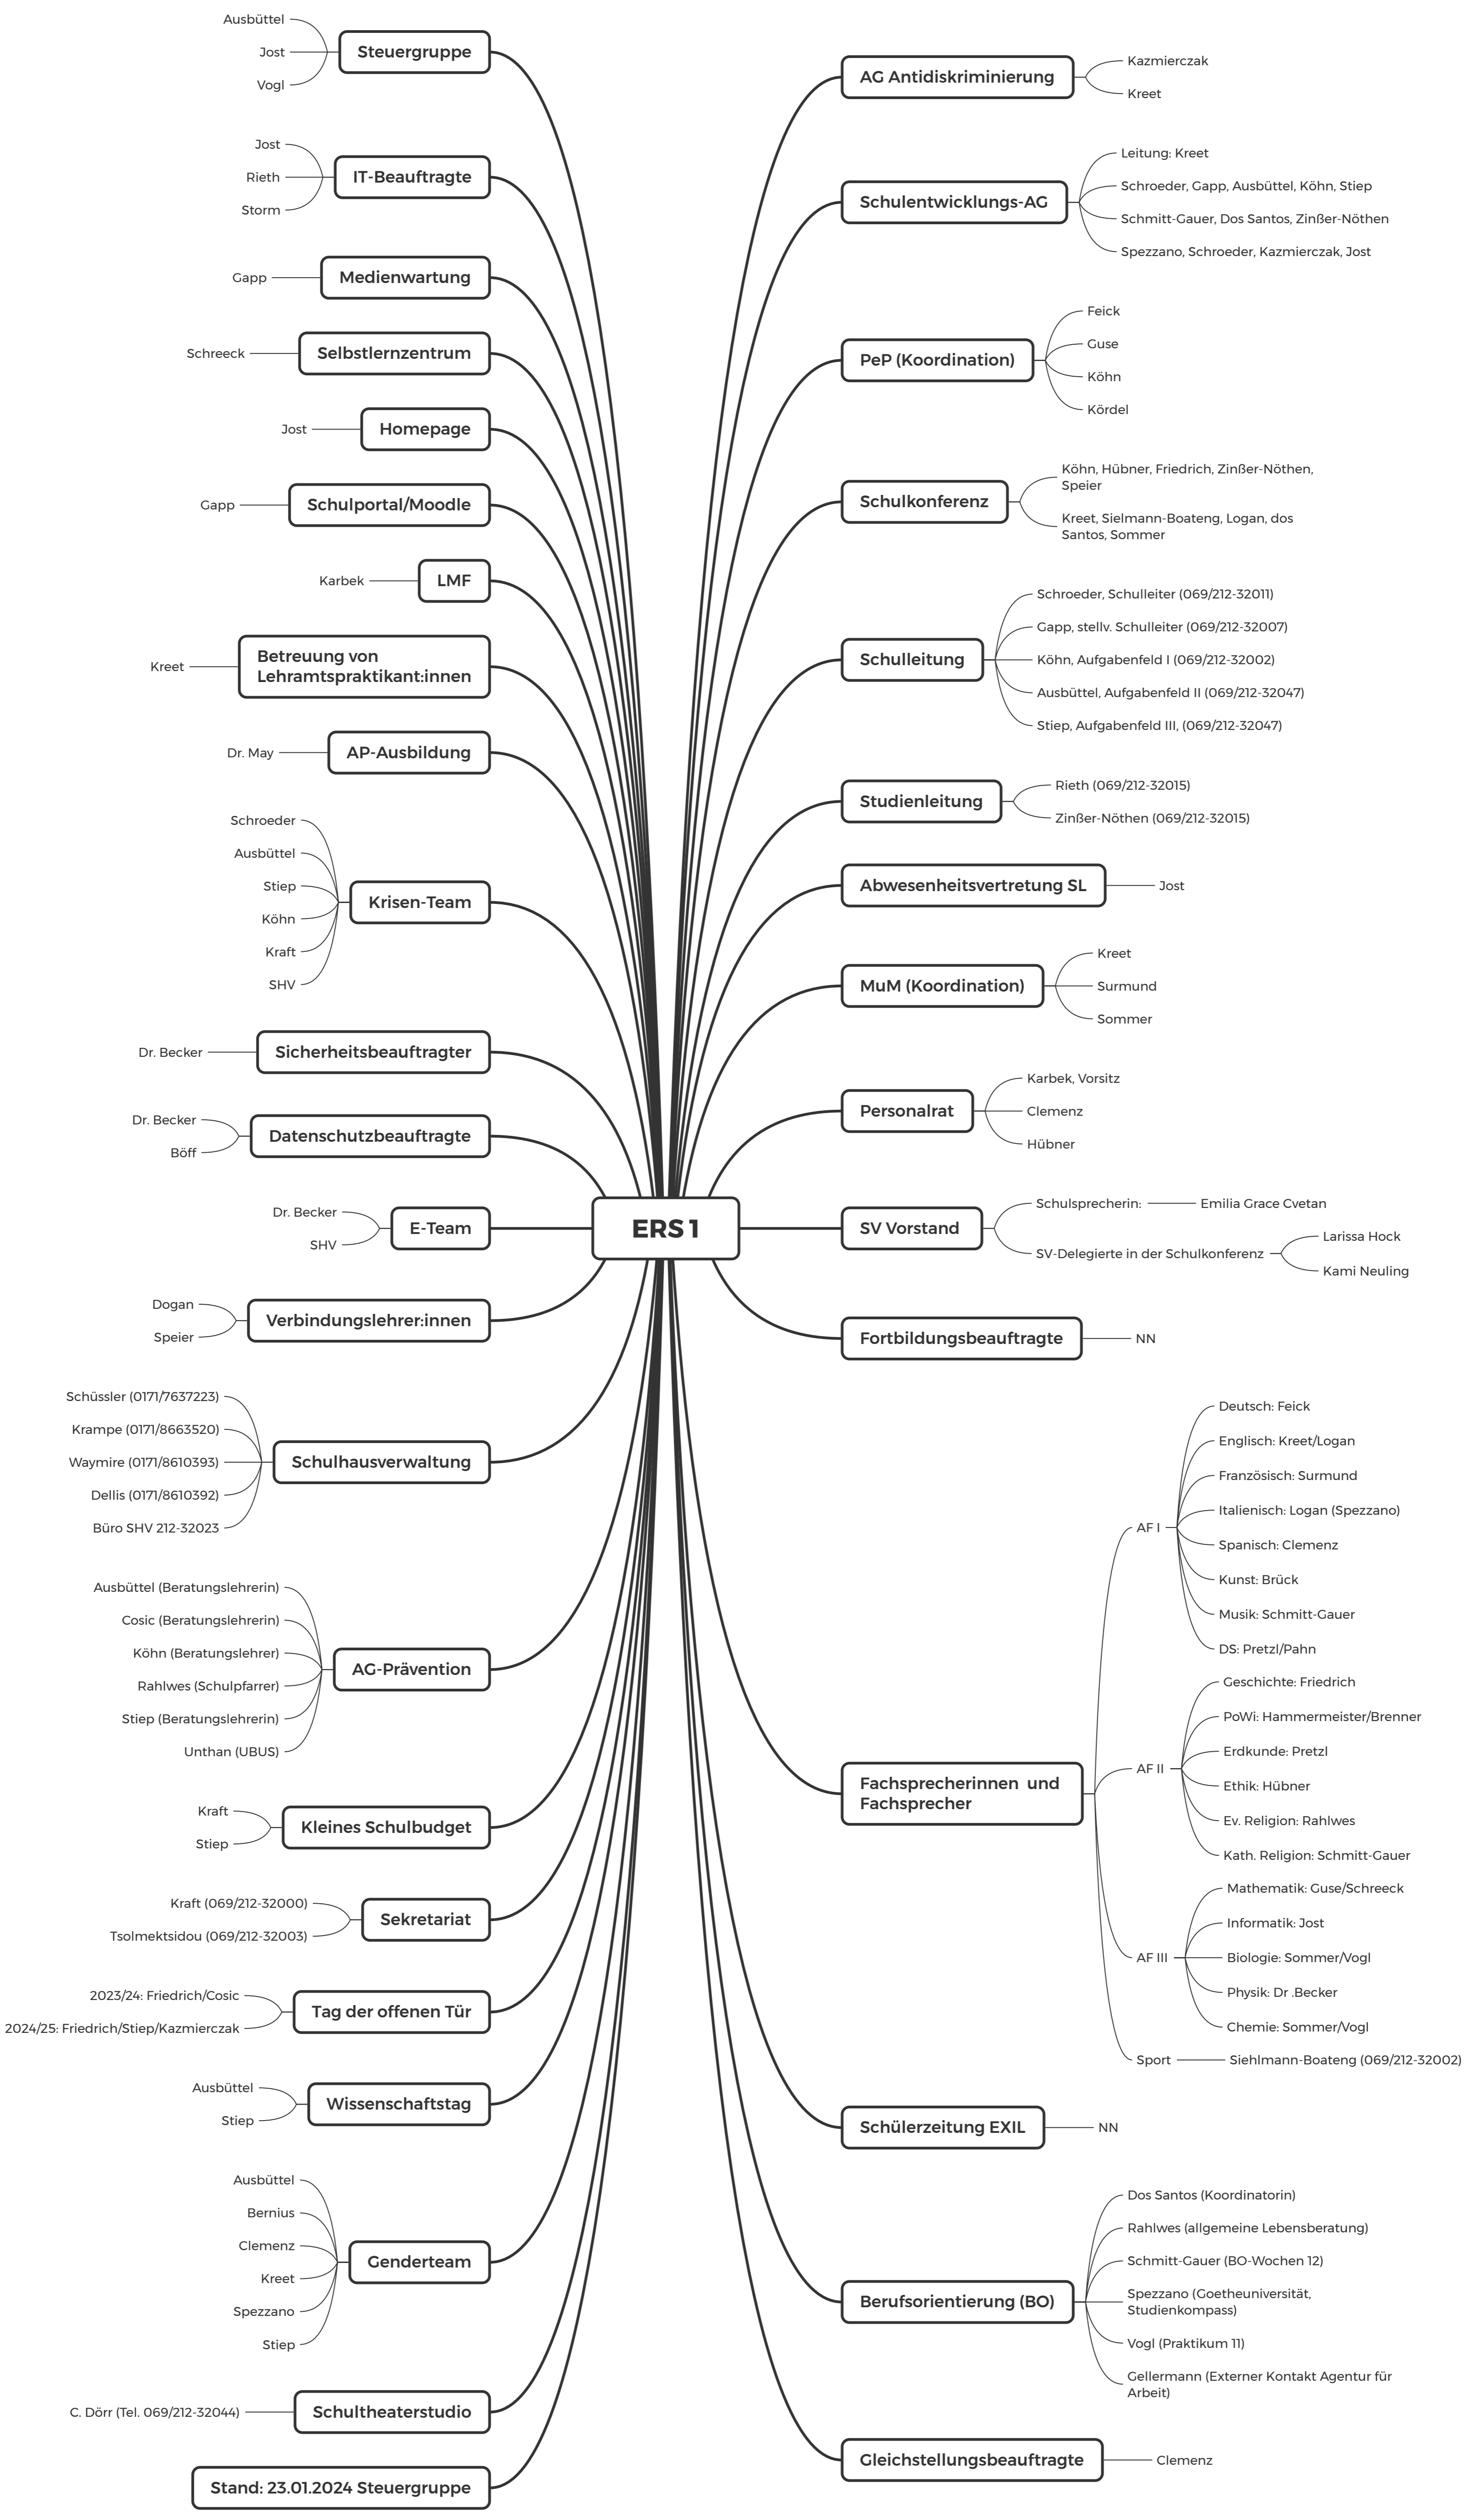 ERS 1
Steuergruppe
Ausbüttel
Jost
Vogl
IT-Beauftragte
Jost
Rieth
Storm
Medienwartung
Gapp
Selbstlernzentrum
Schreeck
Homepage
Jost
Schulportal/Moodle
Gapp
LMF
Karbek
Betreuung von
Lehramtspraktikant:innen
Kreet
AP-Ausbildung
Dr. May
Krisen-Team
Schroeder
Ausbüttel
Stiep
Köhn
Kraft
SHV
Sicherheitsbeauftragter
Dr. Becker
Datenschutzbeauftragte
Dr. Becker
Böff
E-Team
Dr. Becker
SHV
Verbindungslehrer:innen
Dogan
Speier
Schulhausverwaltung
Schüssler (0171/7637223)
Krampe (0171/8663520)
Waymire (0171/8610393)
Dellis (0171/8610392)
Büro SHV 212-32023
AG-Prävention
Ausbüttel (Beratungslehrerin)
Cosic (Beratungslehrerin)
Köhn (Beratungslehrer)
Rahlwes (Schulpfarrer)
Stiep (Beratungslehrerin)
Unthan (UBUS)
Kleines Schulbudget
Kraft
Stiep
Sekretariat
Kraft (069/212-32000)
Tsolmektsidou (069/212-32003)
Tag der offenen Tür
2023/24: Friedrich/Cosic
2024/25: Friedrich/Stiep/Kazmierczak
Wissenschaftstag
Ausbüttel
Stiep
Genderteam
Ausbüttel
Bernius
Clemenz
Kreet
Spezzano
Stiep
Schultheaterstudio
C. Dörr (Tel. 069/212-32044)
Stand: 23.01.2024 Steuergruppe
AG Antidiskriminierung
Kazmierczak
Kreet
Schulentwicklungs-AG
Leitung: Kreet
Schroeder, Gapp, Ausbüttel, Köhn, Stiep
Schmitt-Gauer, Dos Santos, Zinßer-Nöthen
Spezzano, Schroeder, Kazmierczak, Jost
PeP (Koordination)
Feick
Guse
Köhn
Kördel
Schulkonferenz
Köhn, Hübner, Friedrich, Zinßer-Nöthen,
Speier
Kreet, Sielmann-Boateng, Logan, dos
Santos, Sommer
Schulleitung
Schroeder, Schulleiter (069/212-32011)
Gapp, stellv. Schulleiter (069/212-32007)
Köhn, Aufgabenfeld I (069/212-32002)
Ausbüttel, Aufgabenfeld II (069/212-32047)
Stiep, Aufgabenfeld III, (069/212-32047)
Studienleitung
Rieth (069/212-32015)
Zinßer-Nöthen (069/212-32015)
Abwesenheitsvertretung SL
Jost
MuM (Koordination)
Kreet
Surmund
Sommer
Personalrat
Karbek, Vorsitz
Clemenz
Hübner
SV Vorstand
Schulsprecherin:
Emilia Grace Cvetan
SV-Delegierte in der Schulkonferenz
Larissa Hock
Kami Neuling
Fortbildungsbeauftragte
NN
Fachsprecherinnen und
Fachsprecher
AF I
Deutsch: Feick
Englisch: Kreet/Logan
Französisch: Surmund
Italienisch: Logan (Spezzano)
Spanisch: Clemenz
Kunst: Brück
Musik: Schmitt-Gauer
DS: Pretzl/Pahn
AF II
Geschichte: Friedrich
PoWi: Hammermeister/Brenner
Erdkunde: Pretzl
Ethik: Hübner
Ev. Religion: Rahlwes
Kath. Religion: Schmitt-Gauer
AF III
Mathematik: Guse/Schreeck
Informatik: Jost
Biologie: Sommer/Vogl
Physik: Dr .Becker
Chemie: Sommer/Vogl
Sport
Siehlmann-Boateng (069/212-32002)
Schülerzeitung EXIL
NN
Berufsorientierung (BO)
Dos Santos (Koordinatorin)
Rahlwes (allgemeine Lebensberatung)
Schmitt-Gauer (BO-Wochen 12)
Spezzano (Goetheuniversität,
Studienkompass)
Vogl (Praktikum 11)
Gellermann (Externer Kontakt Agentur für
Arbeit)
Gleichstellungsbeauftragte
Clemenz